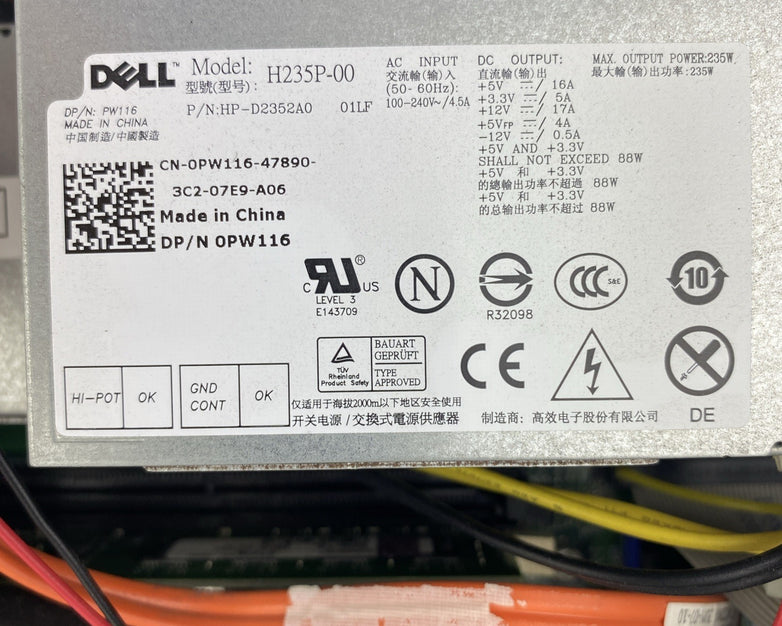 DELL™
Model: H235P-00
型號(型号):
P/N:HP-D2352A0 01LF
DP/N: PW116
MADE IN CHINA
中国制造/中國製造
CN-0PW116-47890-
3C2-07E9-A06
Made in China
DP/N 0PW116
AC INPUT
交流輸(输)入
(50- 60Hz):
100-240V~/4.5A
DC OUTPUT:
直流輸(输)出
+5V ⎓/ 16A
+3.3V ⎓/ 5A
+12V ⎓/ 17A
+5VFP ⎓/ 4A
-12V ⎓/ 0.5A
+5V AND +3.3V
SHALL NOT EXCEED 88W
+5V 和 +3.3V
的總輸出功率不超過 88W
+5V 和 +3.3V
的总输出功率不超过 88W
MAX. OUTPUT POWER:235W
最大輸(输)出功率:235W
c RU® US
LEVEL 3
E143709
N
R32098
CCC S&E
10
TÜV
Rheinland
Product Safety
BAUART
GEPRÜFT
TYPE
APPROVED
CE
DE
HI-POT OK
GND
CONT
OK
仅适用于海拔2000m以下地区安全使用
开关电源/交換式電源供應器
制造商: 高效电子股份有限公司